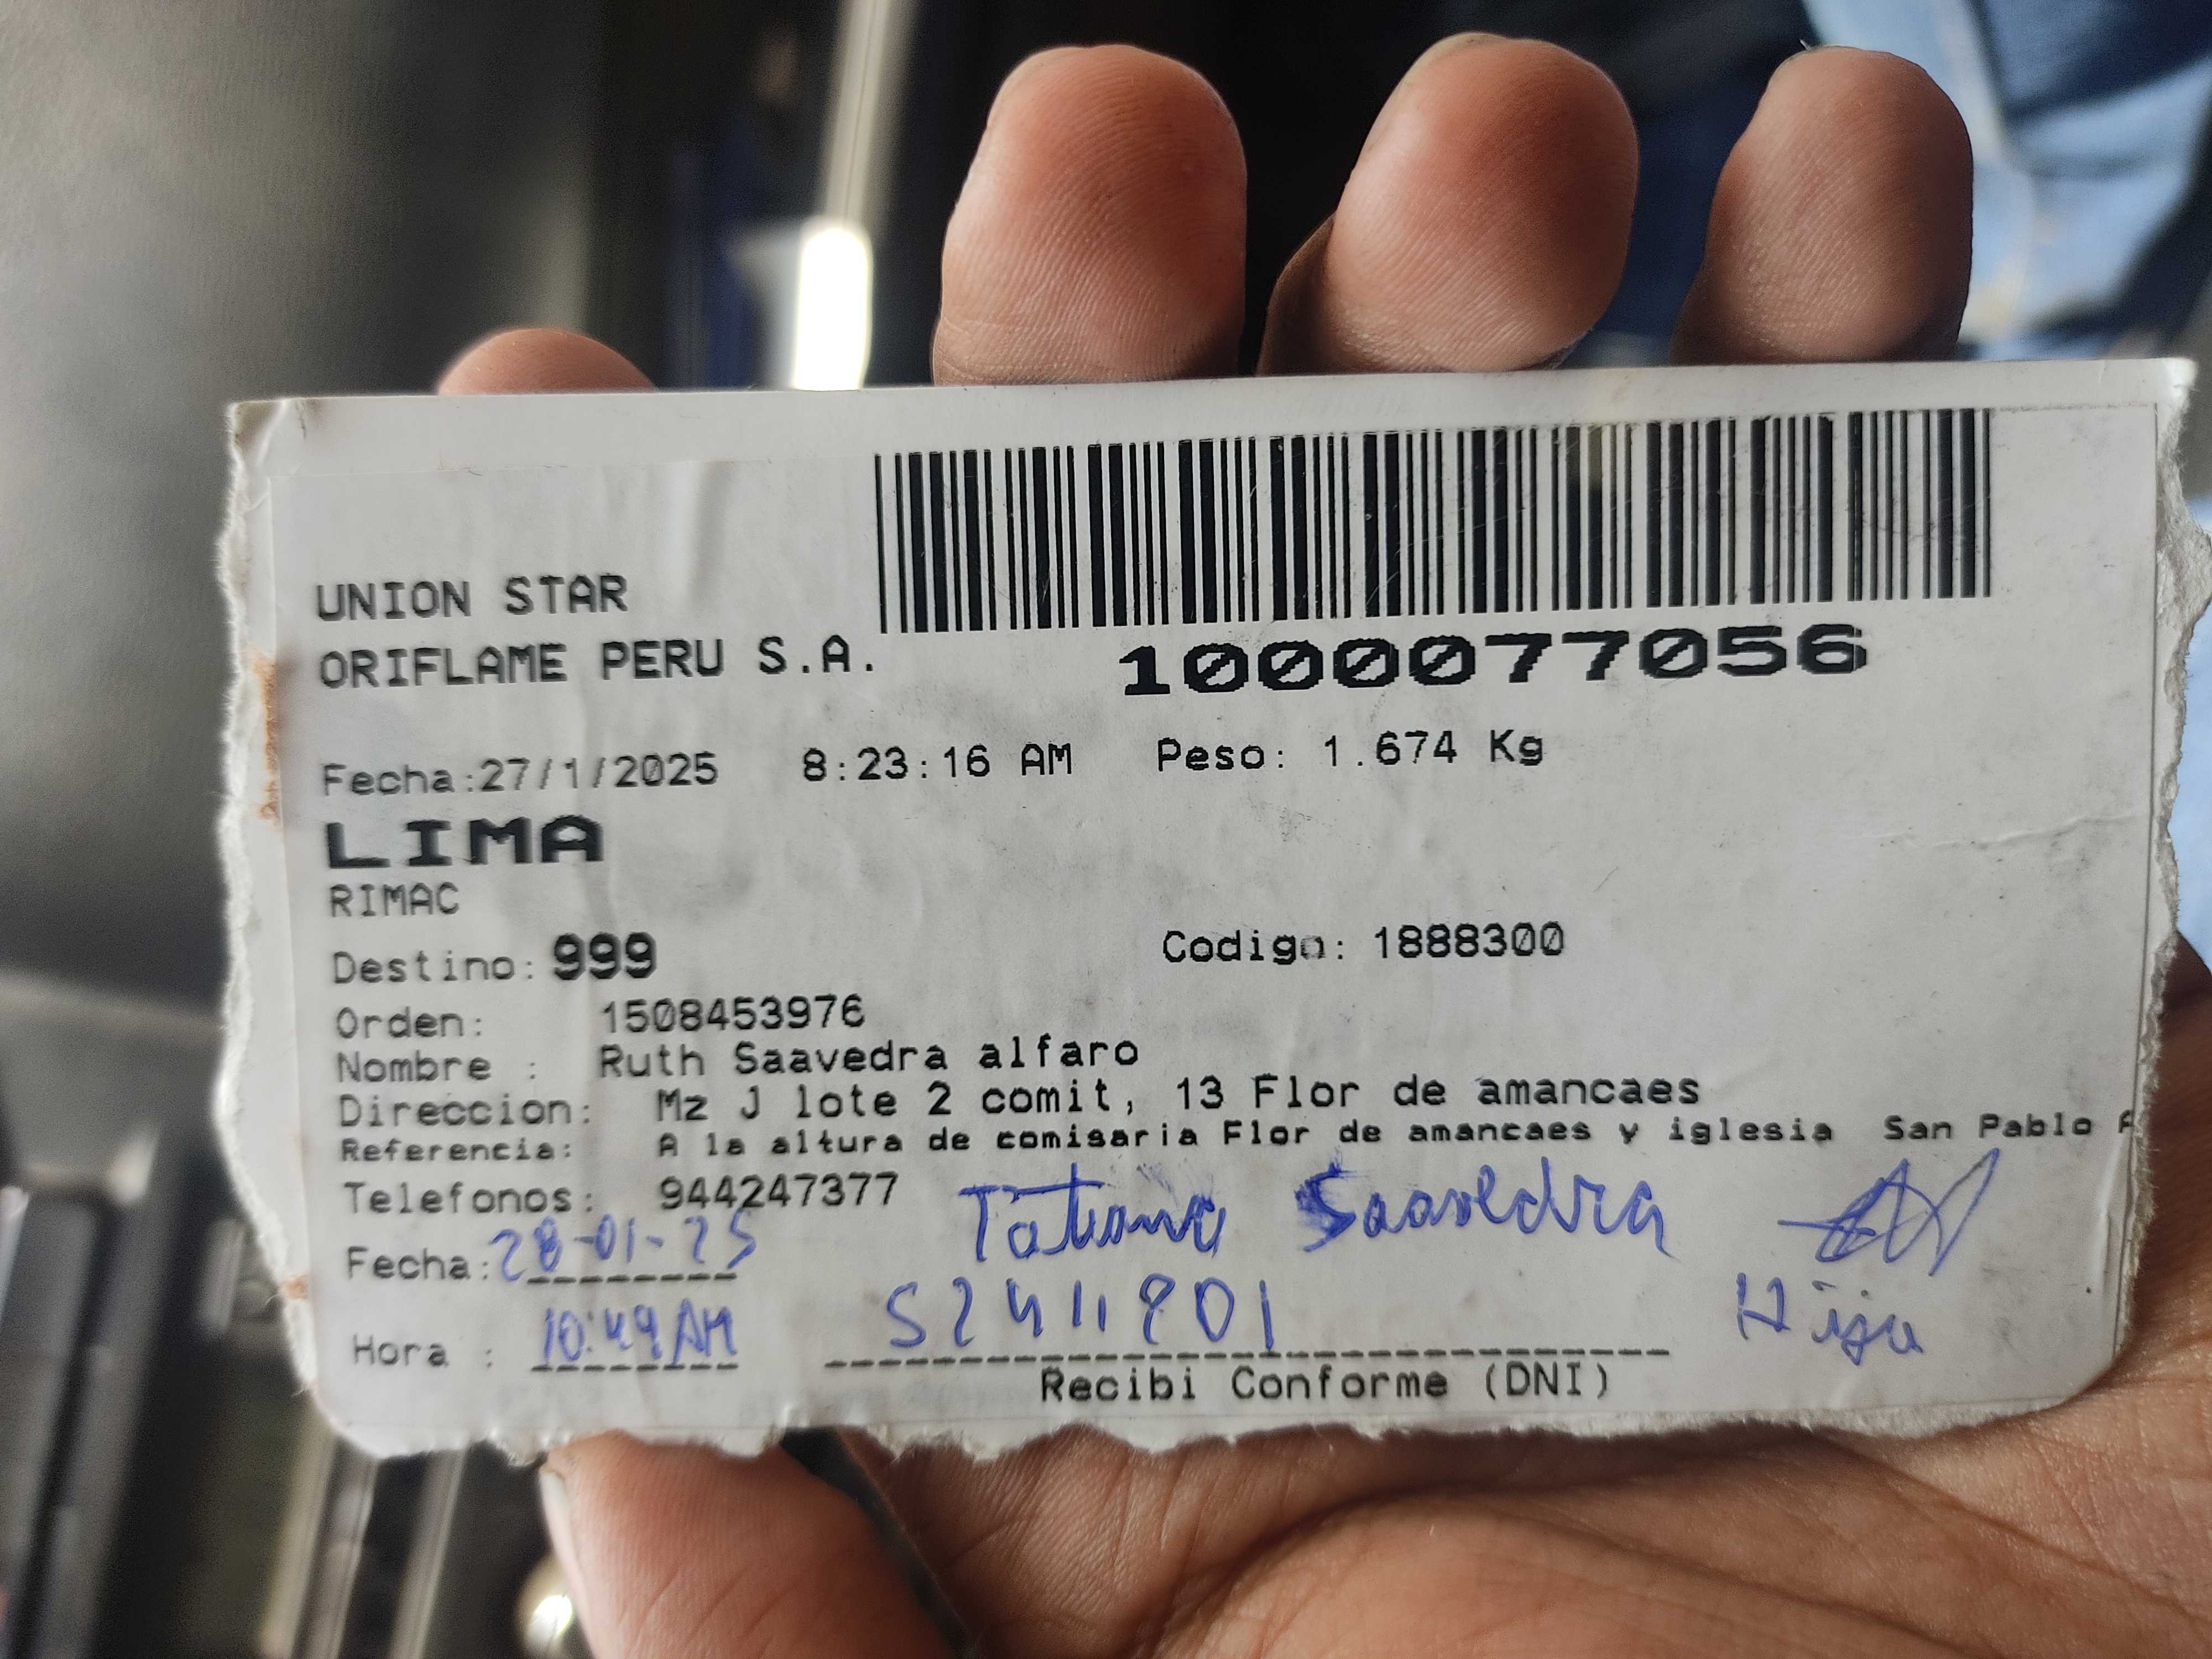 UNION STAR
ORIFLAME PERU S.A.
1000077056
Fecha:27/1/2025 8:23:16 AM Peso: 1.674 Kg
LIMA
RIMAC
Destino: 999 Codigo: 1888300
Orden: 1508453976
Nombre : Ruth Saavedra alfaro
Direccion: Mz J lote 2 comit, 13 Flor de amancaes
Referencia: A la altura de comisaria Flor de amancaes y iglesia San Pablo
Telefonos: 944247377 Tatiana Saavedra
Fecha: 28-01-25
Hija
Hora : 10:49 AM
Recibi Conforme (DNI)